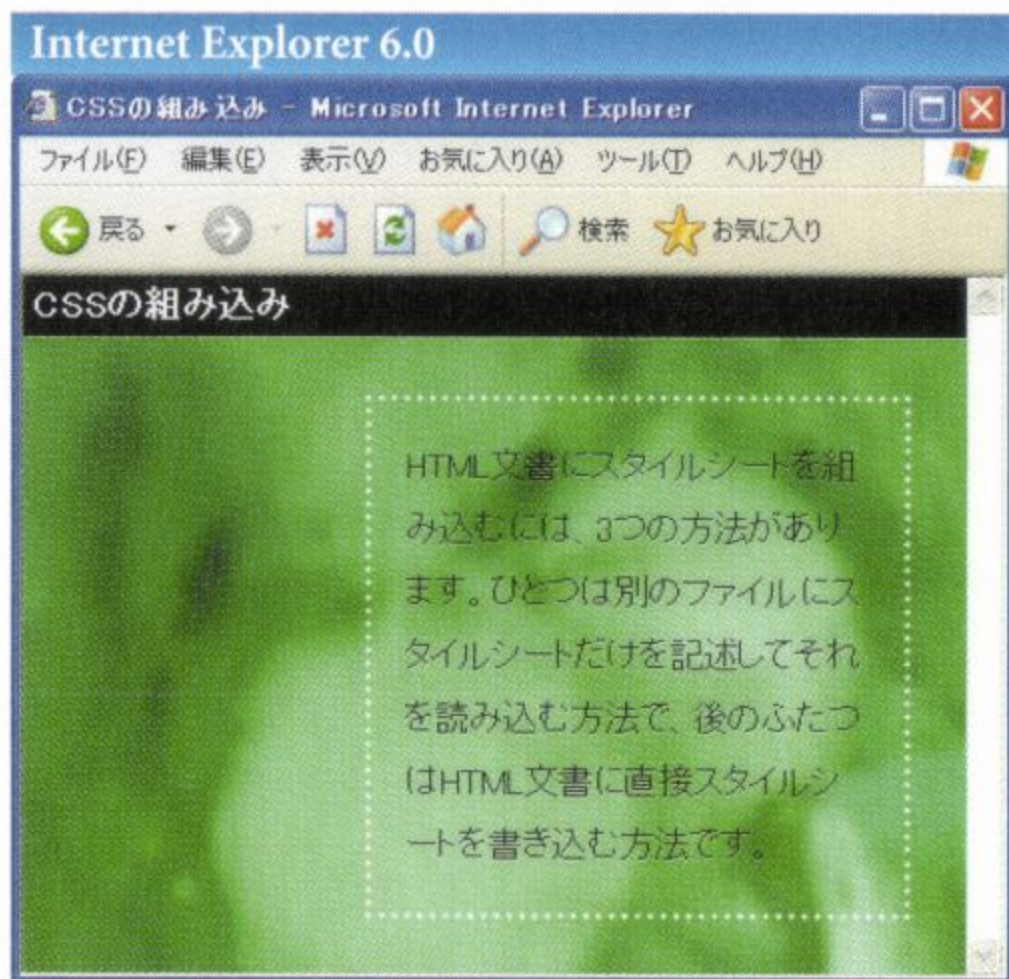 Internet Explorer 6.0
CSSの組み込み - Microsoft Internet Explorer
ファイル(F) 編集(E) 表示(V) お気に入り(A) ツール(T) ヘルプ(H)
戻る 検索 お気に入り
CSSの組み込み
HTML文書にスタイルシートを組
み込むには、3つの方法があり
ます。ひとつは別のファイルにス
タイルシートだけを記述してそれ
を読み込む方法で、後のふたつ
はHTML文書に直接スタイルシ
ートを書き込む方法です。